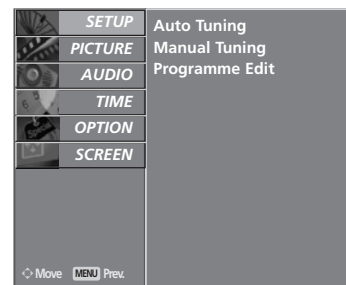 SETUP
PICTURE
AUDIO
TIME
OPTION
SCREEN
Auto Tuning
Manual Tuning
Programme Edit
Move MENU Prev.